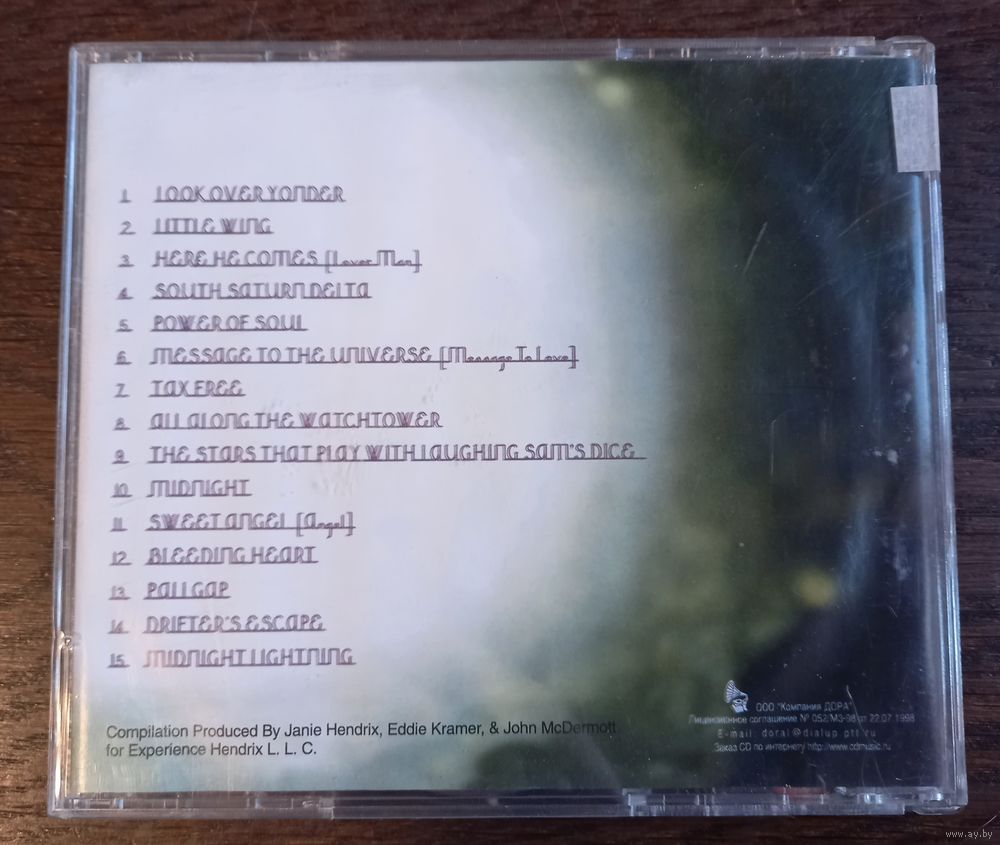 1. LOOK OVER YONDER
2. LITTLE WING
3. HERE HE COMES [Lover Man]
4. SOUTH SATURN DELTA
5. POWER OF SOUL
6. MESSAGE TO THE UNIVERSE [Message To Love]
7. TAX FREE
8. ALL ALONG THE WATCHTOWER
9. THE STARS THAT PLAY WITH LAUGHING SAM'S DICE
10. MIDNIGHT
11. SWEET ANGEL [Angel]
12. BLEEDING HEART
13. PALI GAP
14. DRIFTER'S ESCAPE
15. MIDNIGHT LIGHTNING
Compilation Produced By Janie Hendrix, Eddie Kramer, & John McDermott
for Experience Hendrix L. L. C.
ООО "Компания ДОРА"
Лицензионное соглашение № 052/МЗ-98 от 22.07.1998
E-mail: doral@dialup.ptt.ru
Заказ CD по интернету http://www.cdmusic.ru
www.ay.by